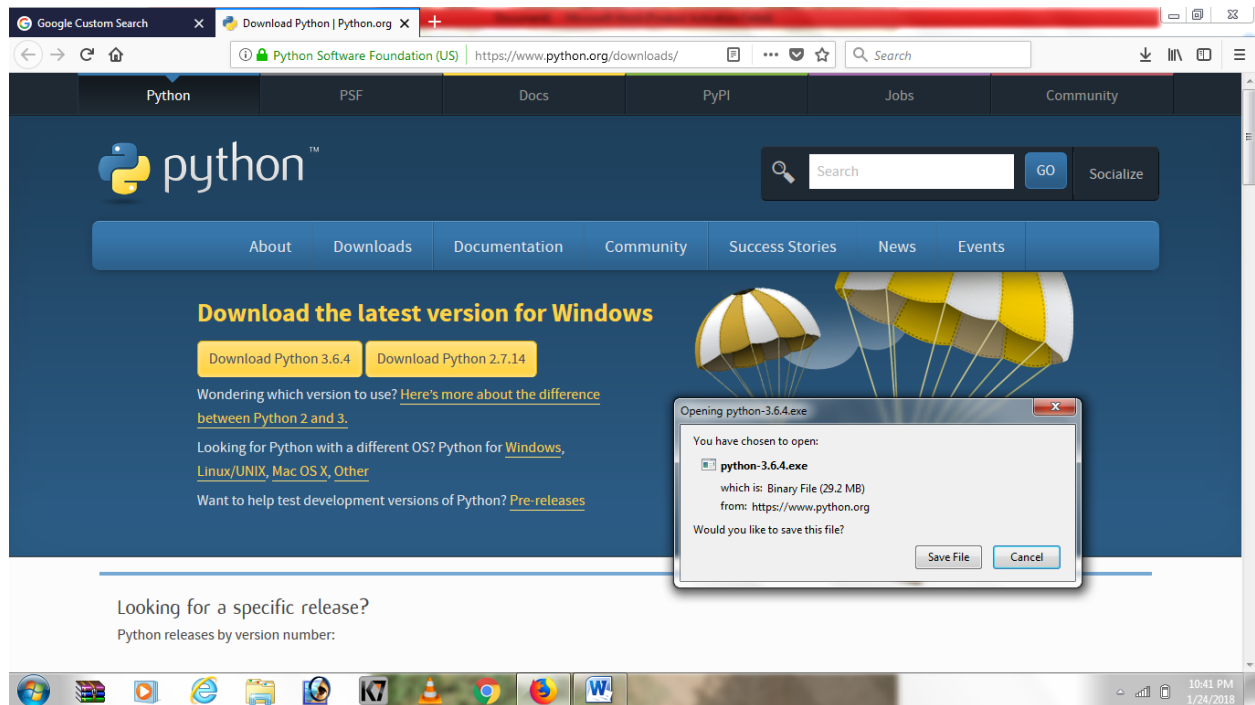 Google Custom Search
Download Python | Python.org
Python Software Foundation (US)
https://www.python.org/downloads/
Search
Python
PSF
Docs
PyPI
Jobs
Community
python™
Search
GO
Socialize
About
Downloads
Documentation
Community
Success Stories
News
Events
Download the latest version for Windows
Download Python 3.6.4
Download Python 2.7.14
Wondering which version to use? Here's more about the difference
between Python 2 and 3.
Looking for Python with a different OS? Python for Windows,
Linux/UNIX, Mac OS X, Other
Want to help test development versions of Python? Pre-releases
Opening python-3.6.4.exe
You have chosen to open:
python-3.6.4.exe
which is: Binary File (29.2 MB)
from: https://www.python.org
Would you like to save this file?
Save File
Cancel
Looking for a specific release?
Python releases by version number:
K7
W
10:41 PM
1/24/2018